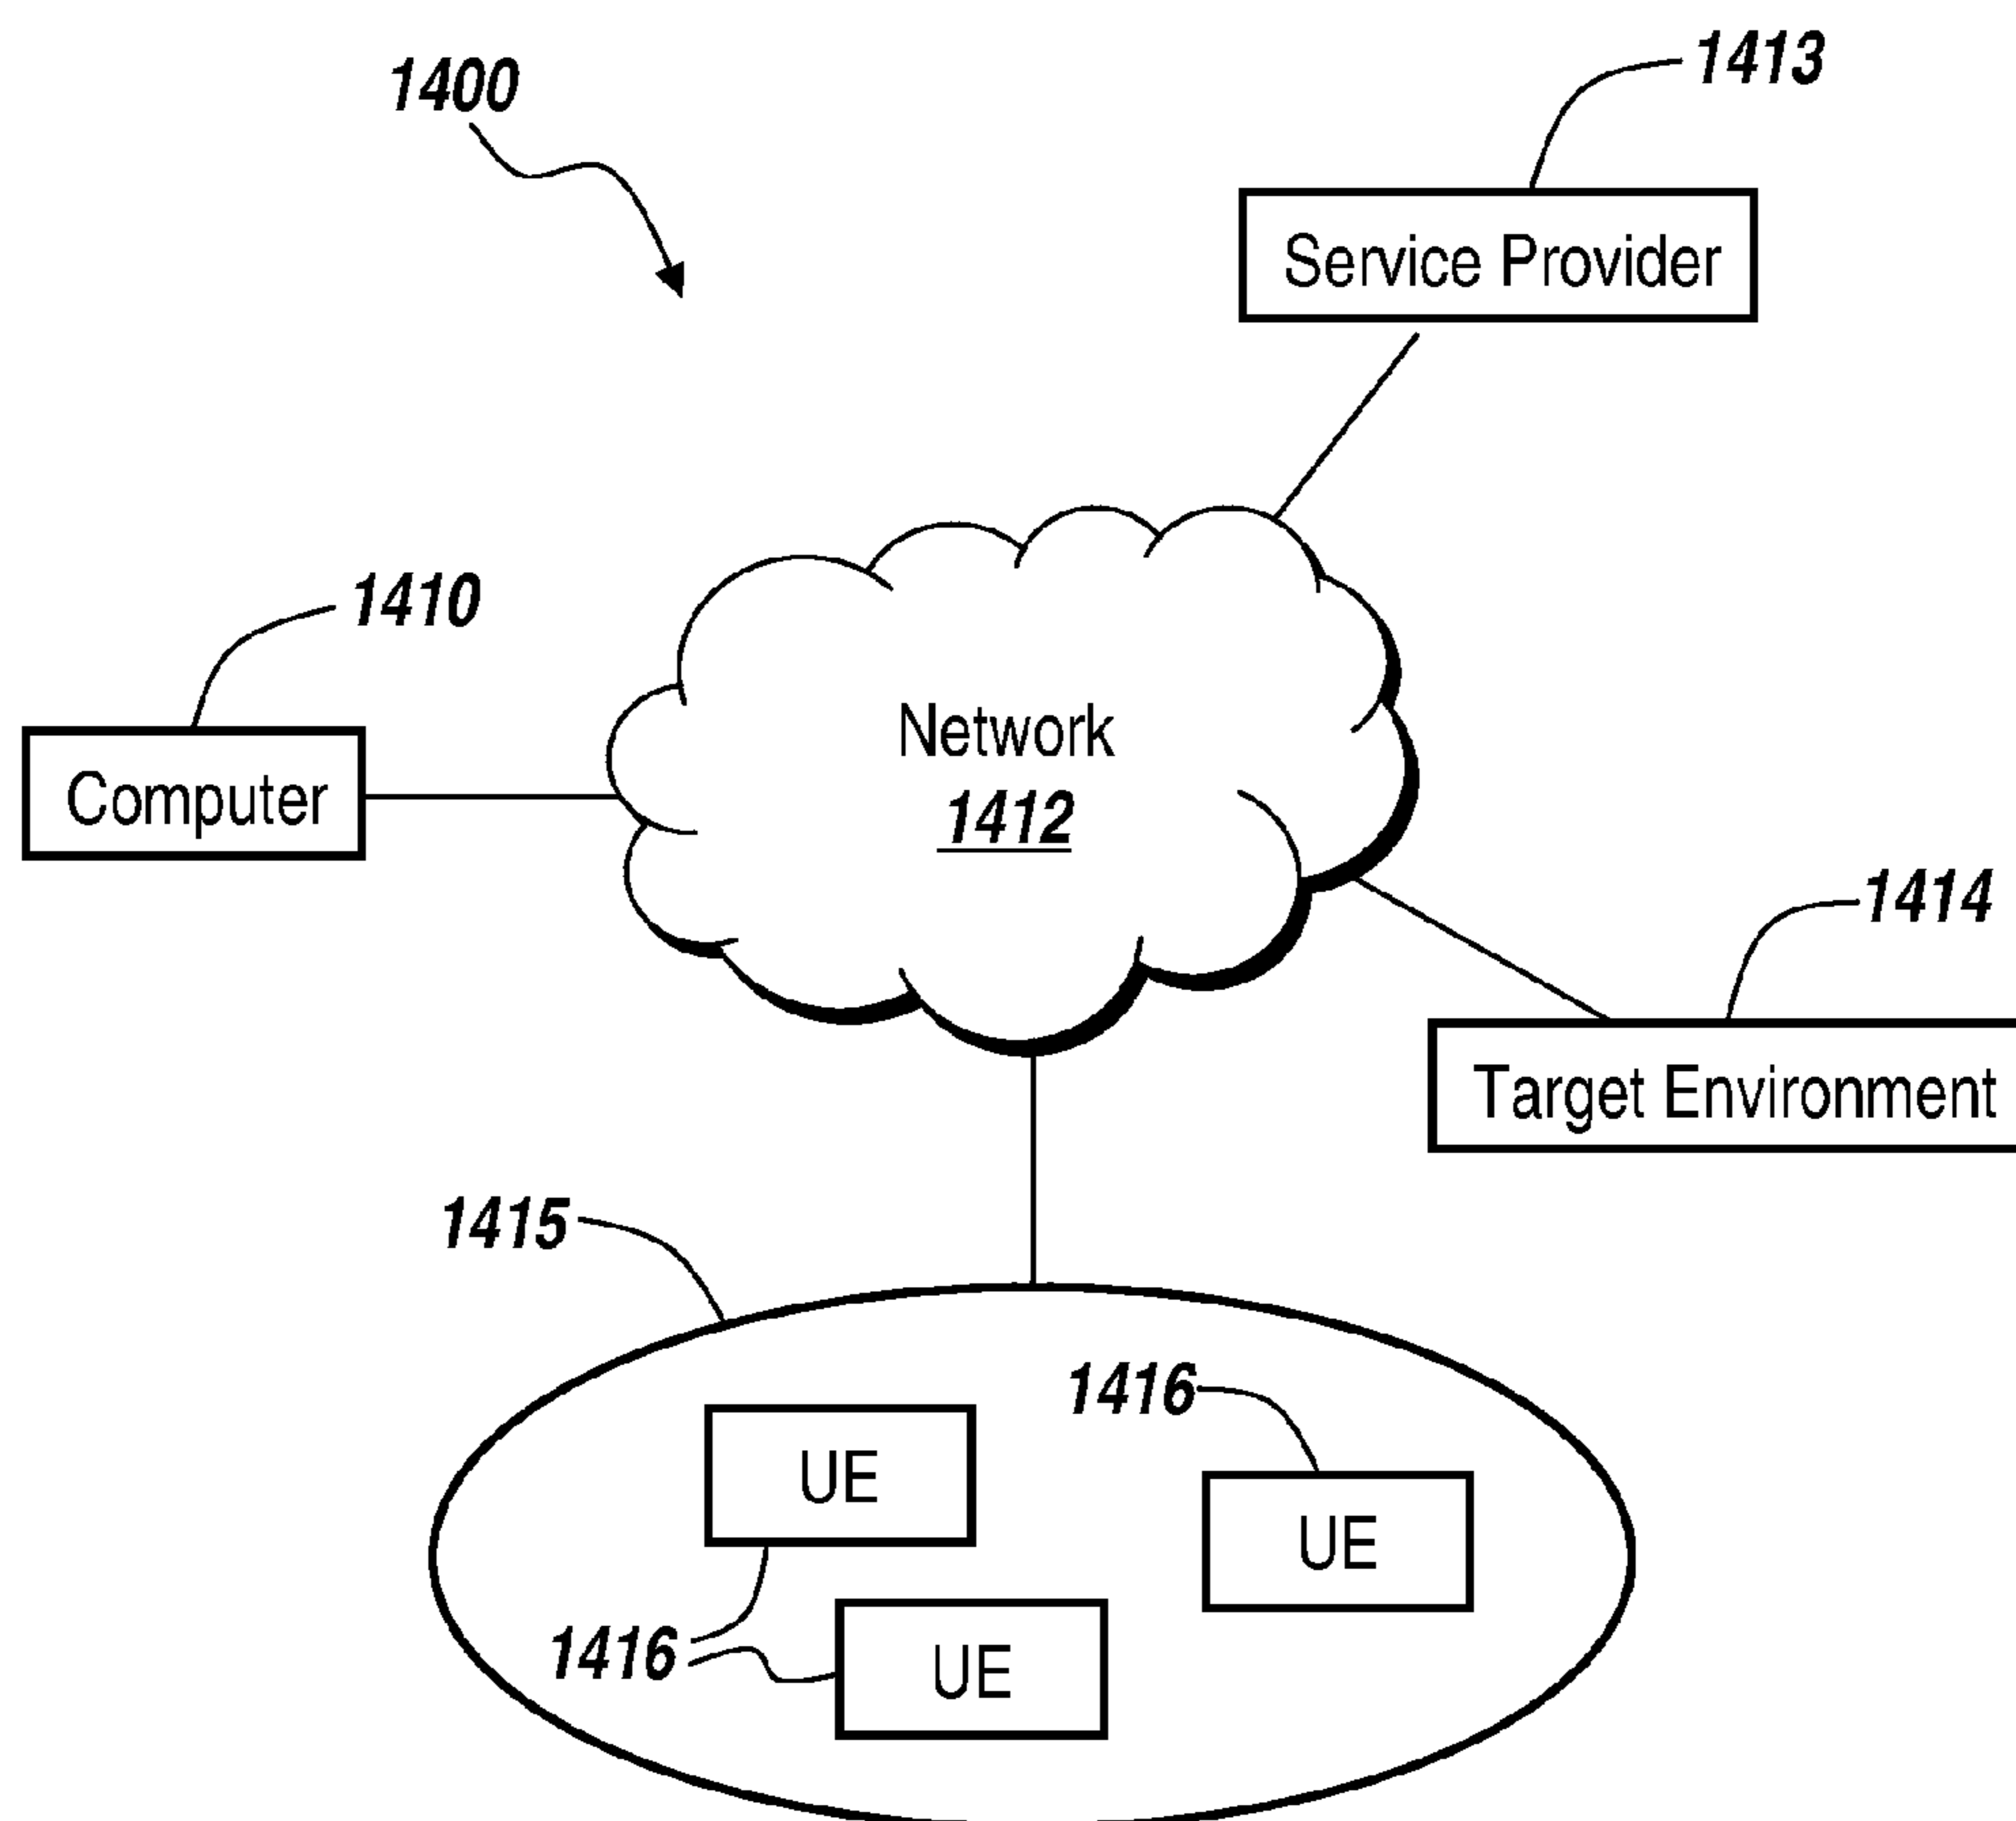 1400
1413
Service Provider
1410
Computer
Network
1412
1414
Target Environment
1415
1416
UE
UE
1416
UE